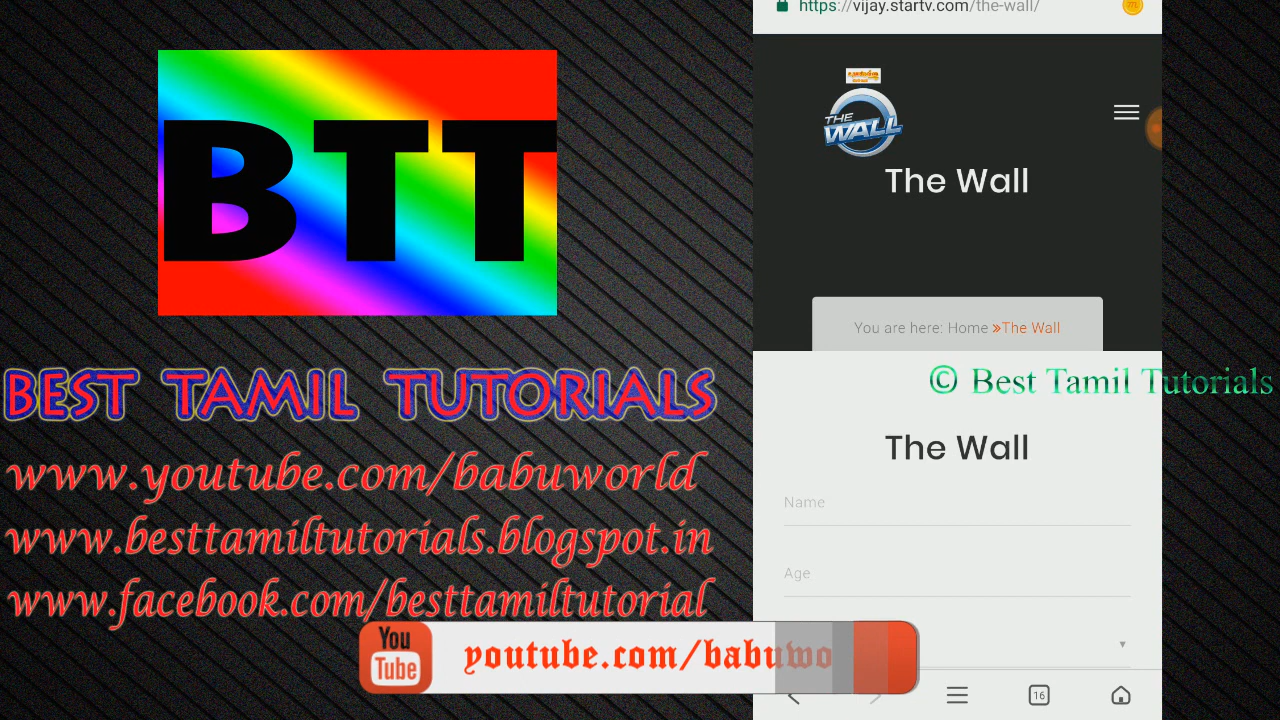 BTT
BEST TAMIL TUTORIALS
www.youtube.com/babuworld
www.besttamiltutorials.blogspot.in
www.facebook.com/besttamiltutorial
You
Tube
youtube.com/babuwo
https://vijay.startv.com/the-wall/
THE
WALL
The Wall
You are here: Home »The Wall
© Best Tamil Tutorials
The Wall
Name
Age
16